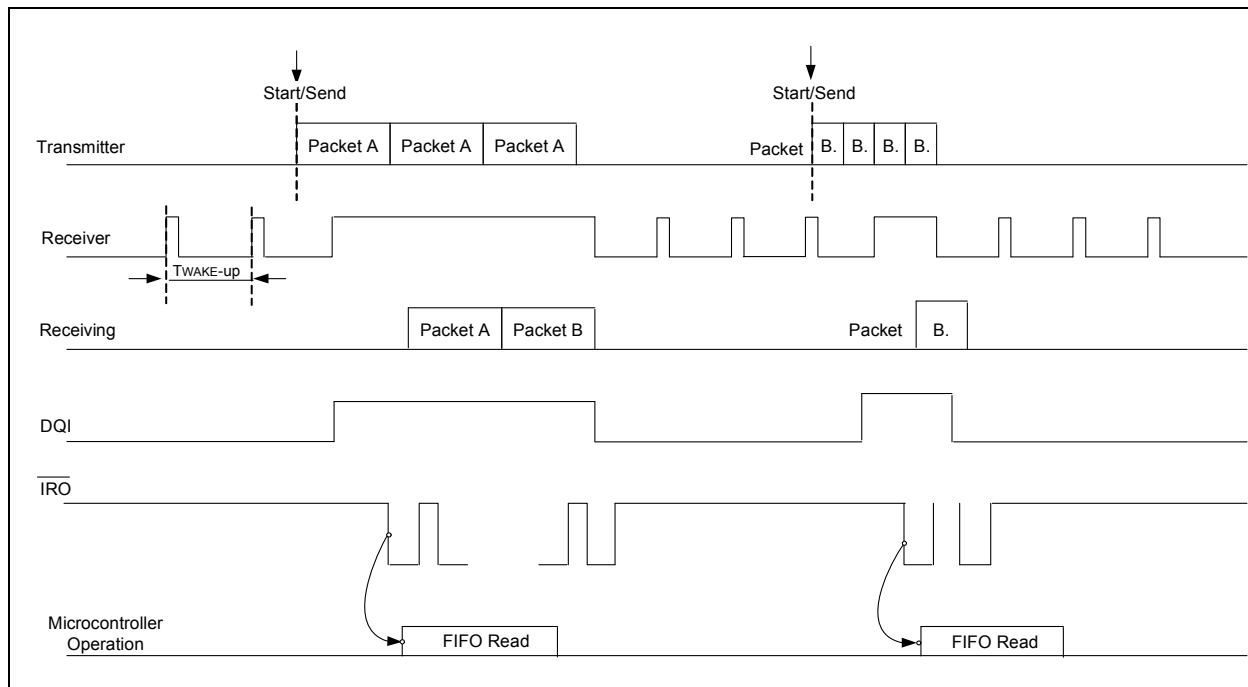 Start/Send Start/Send
Transmitter Packet A Packet A Packet A Packet B. B. B. B.
Receiver
TWAKE-up
Receiving Packet A Packet B Packet B.
DQI
IRO
Microcontroller
Operation FIFO Read FIFO Read